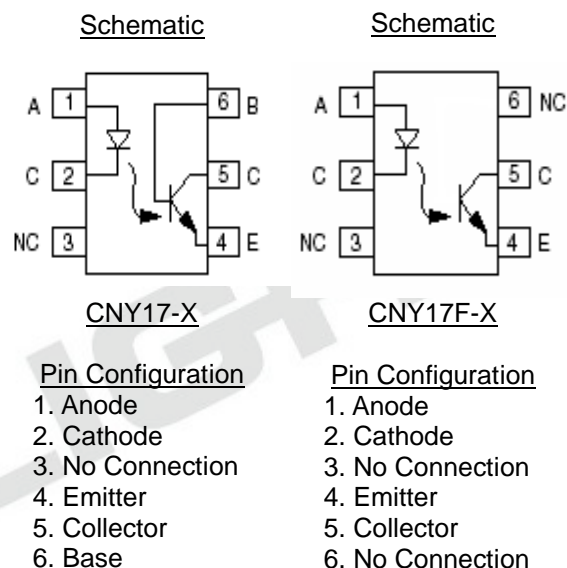 Schematic
A 1 6 B
C 2 5 C
NC 3 4 E
CNY17-X
Pin Configuration
1. Anode
2. Cathode
3. No Connection
4. Emitter
5. Collector
6. Base
Schematic
A 1 6 NC
C 2 5 C
NC 3 4 E
CNY17F-X
Pin Configuration
1. Anode
2. Cathode
3. No Connection
4. Emitter
5. Collector
6. No Connection